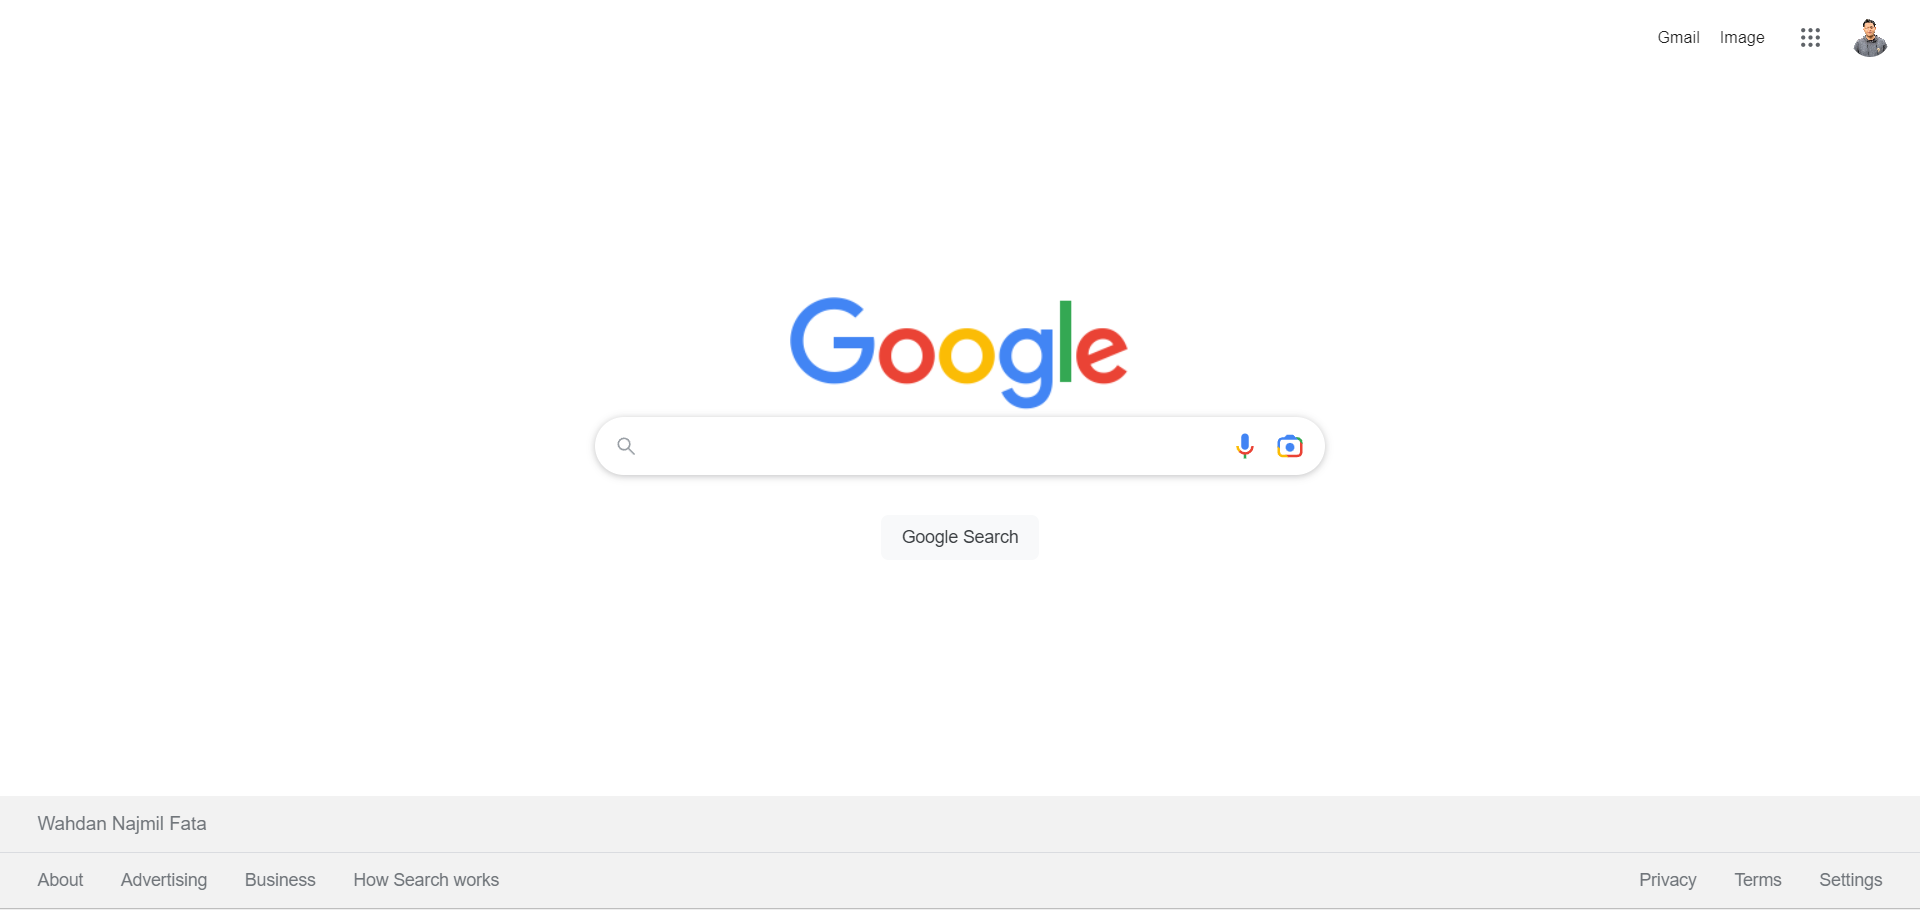 Gmail Image
Google
Google Search
Wahdan Najmil Fata
About Advertising Business How Search works Privacy Terms Settings